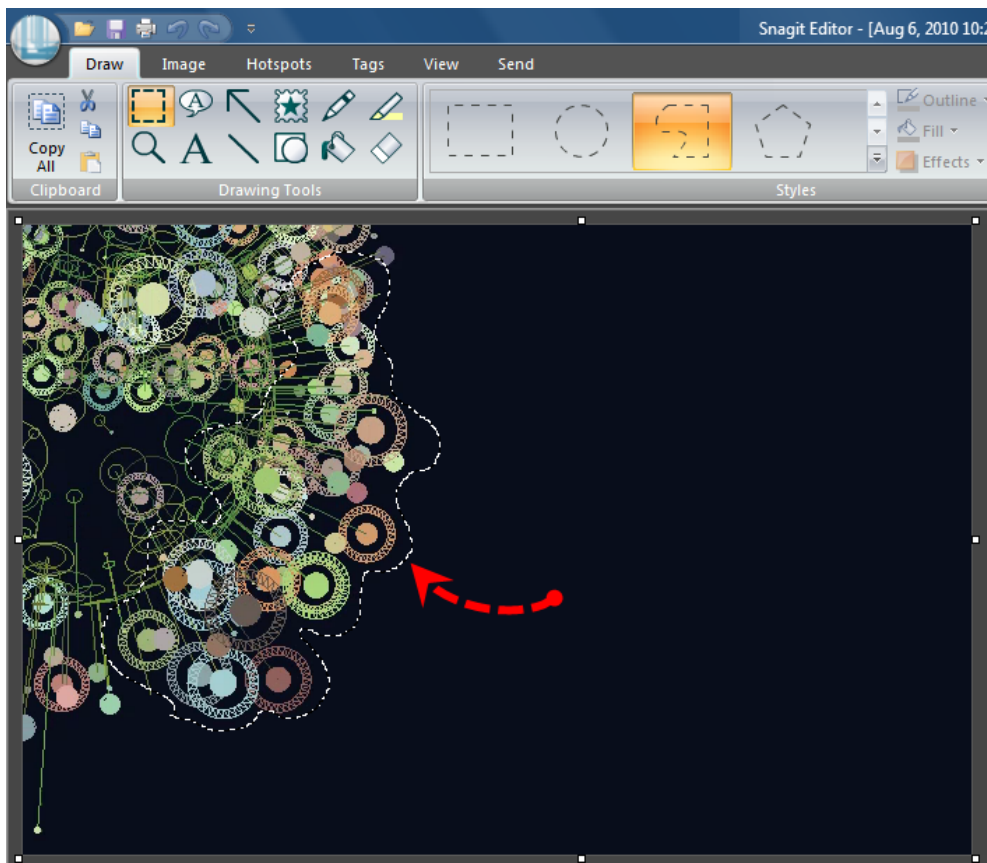 Snagit Editor - [Aug 6, 2010 10:2
Draw Image Hotspots Tags View Send
Copy
All
A
Outline
Fill
Effects
Clipboard Drawing Tools Styles